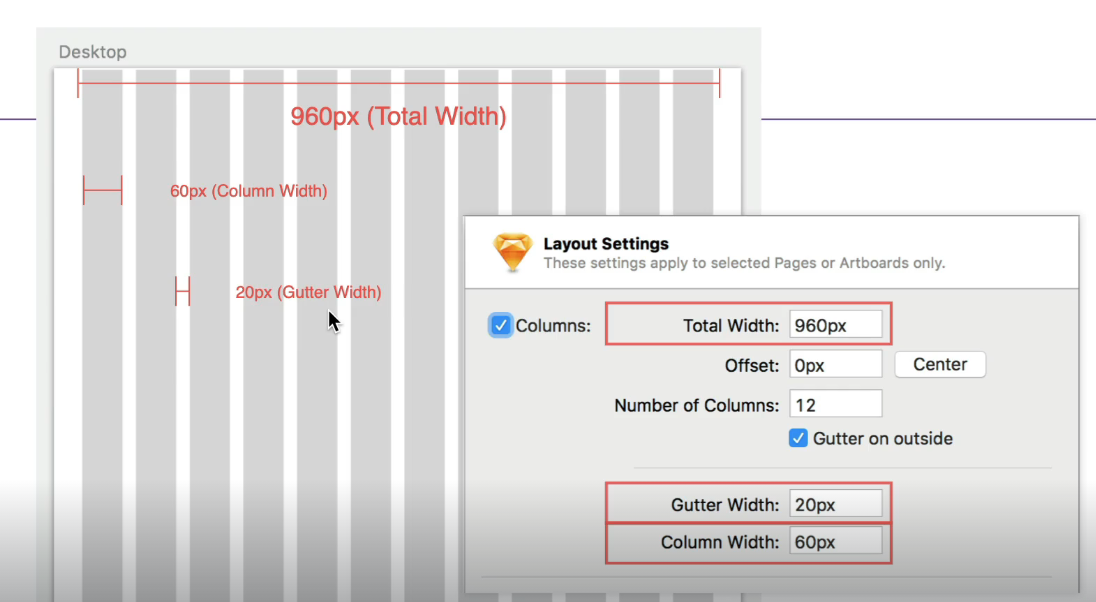 Desktop
960px (Total Width)
60px (Column Width)
20px (Gutter Width)
Layout Settings
These settings apply to selected Pages or Artboards only.
Columns:
Total Width: 960px
Offset: 0px Center
Number of Columns: 12
Gutter on outside
Gutter Width: 20px
Column Width: 60px